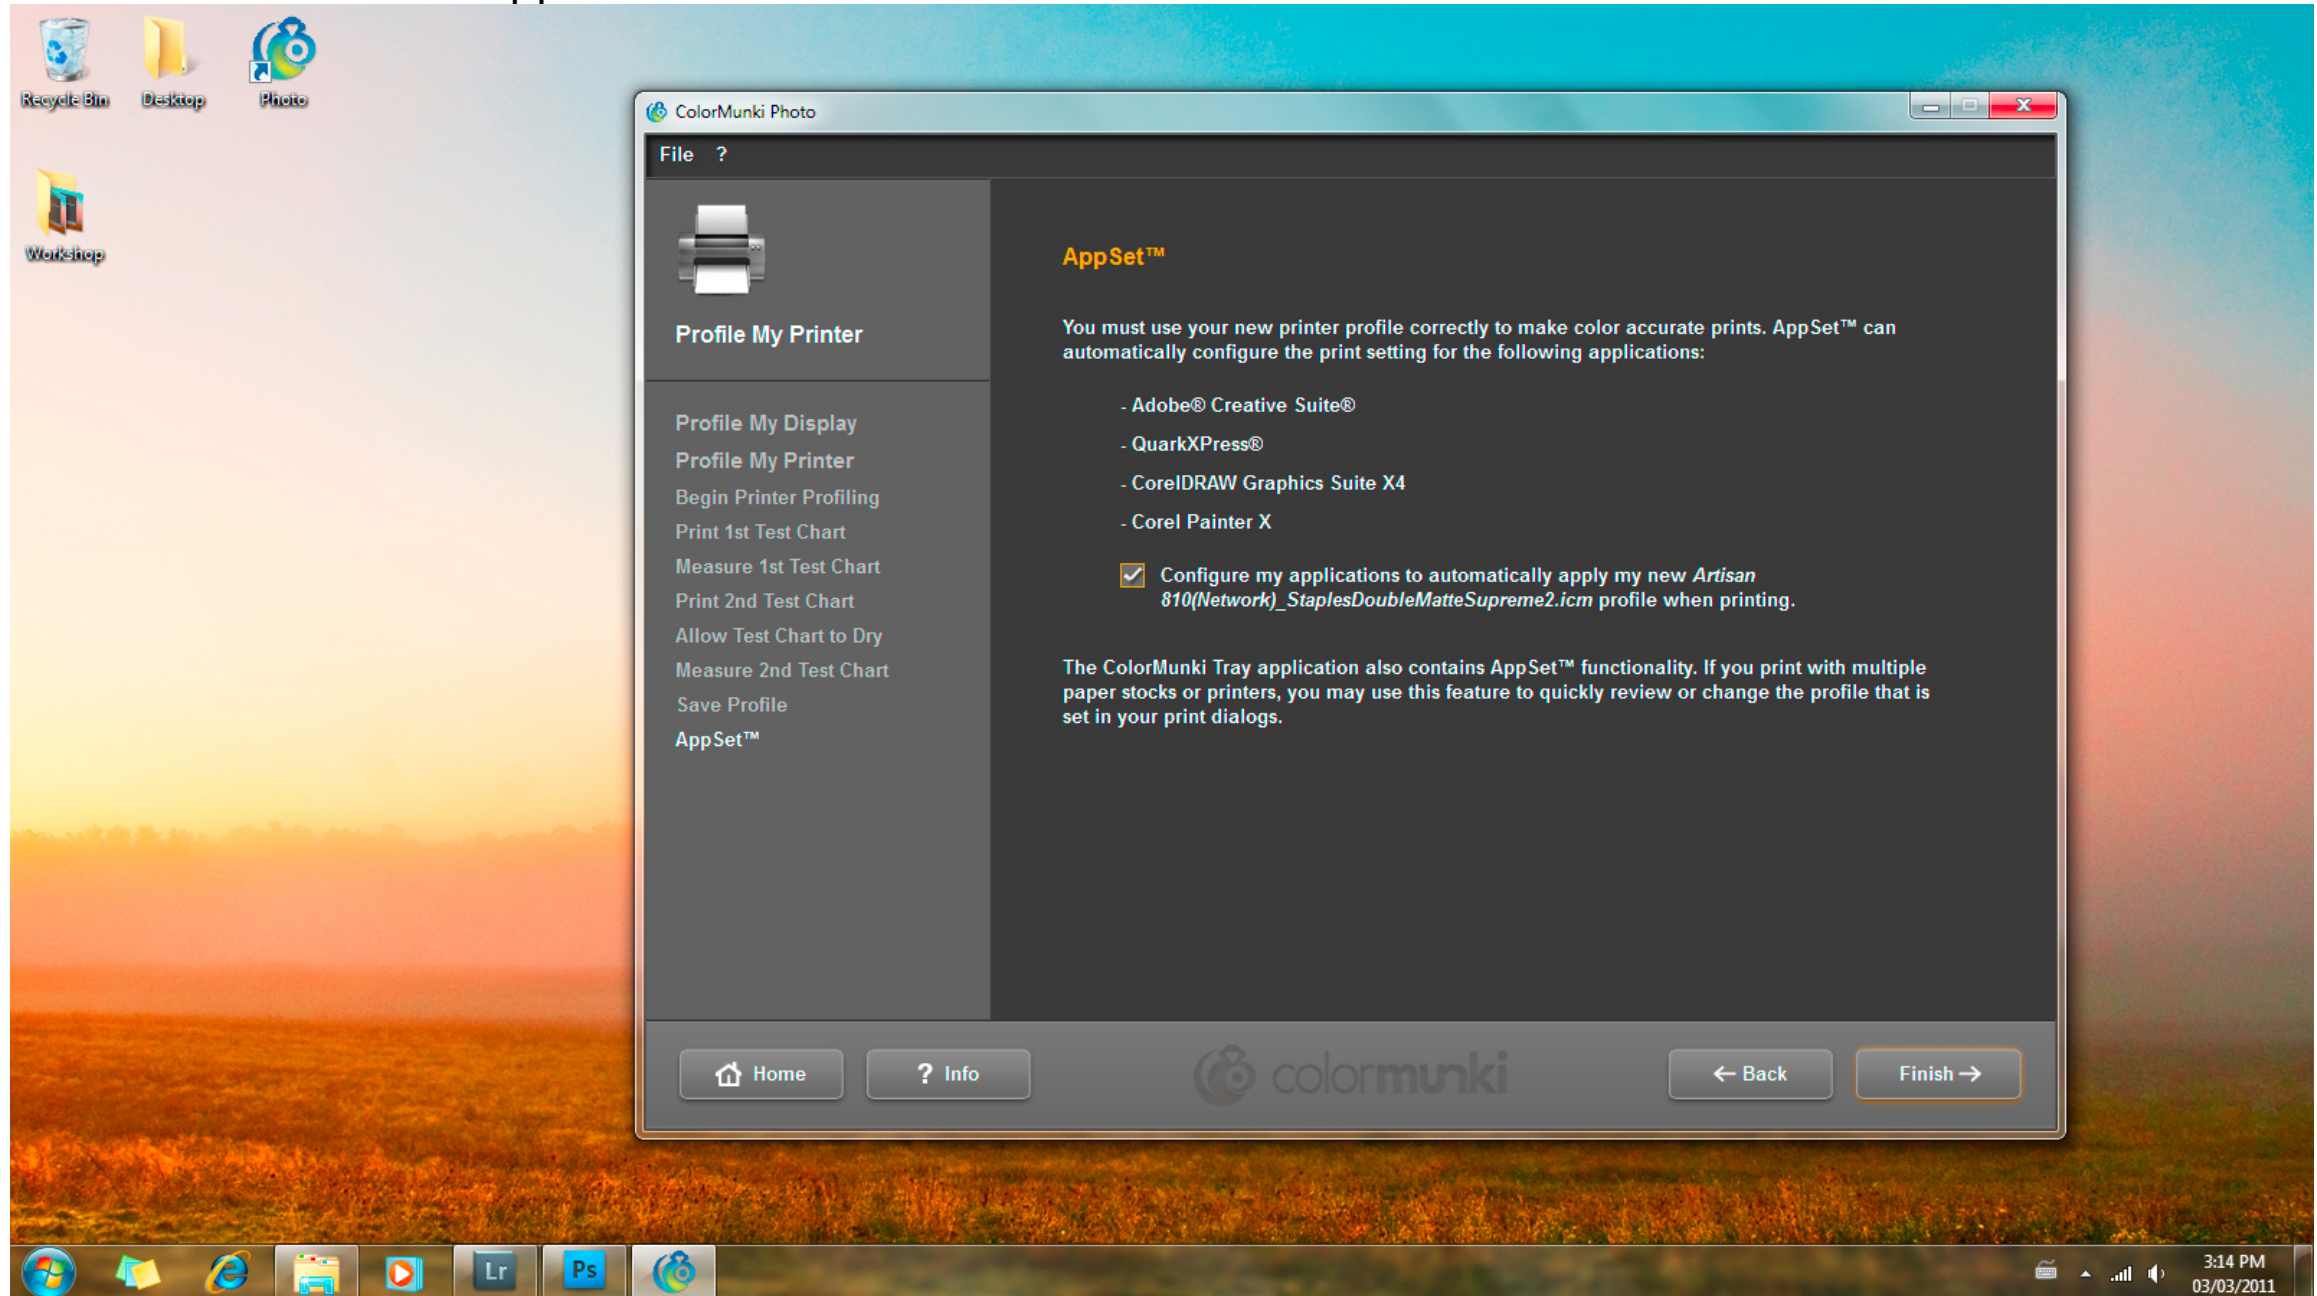 Recycle Bin
Desktop
Photo
Workshop
ColorMunki Photo
File ?
Profile My Printer
Profile My Display
Profile My Printer
Begin Printer Profiling
Print 1st Test Chart
Measure 1st Test Chart
Print 2nd Test Chart
Allow Test Chart to Dry
Measure 2nd Test Chart
Save Profile
AppSet™
AppSet™
You must use your new printer profile correctly to make color accurate prints. AppSet™ can
automatically configure the print setting for the following applications:
- Adobe® Creative Suite®
- QuarkXPress®
- CorelDRAW Graphics Suite X4
- Corel Painter X
Configure my applications to automatically apply my new Artisan
810(Network)_StaplesDoubleMatteSupreme2.icm profile when printing.
The ColorMunki Tray application also contains AppSet™ functionality. If you print with multiple
paper stocks or printers, you may use this feature to quickly review or change the profile that is
set in your print dialogs.
Home
? Info
colormunki
← Back
Finish →
Lr
Ps
3:14 PM
03/03/2011